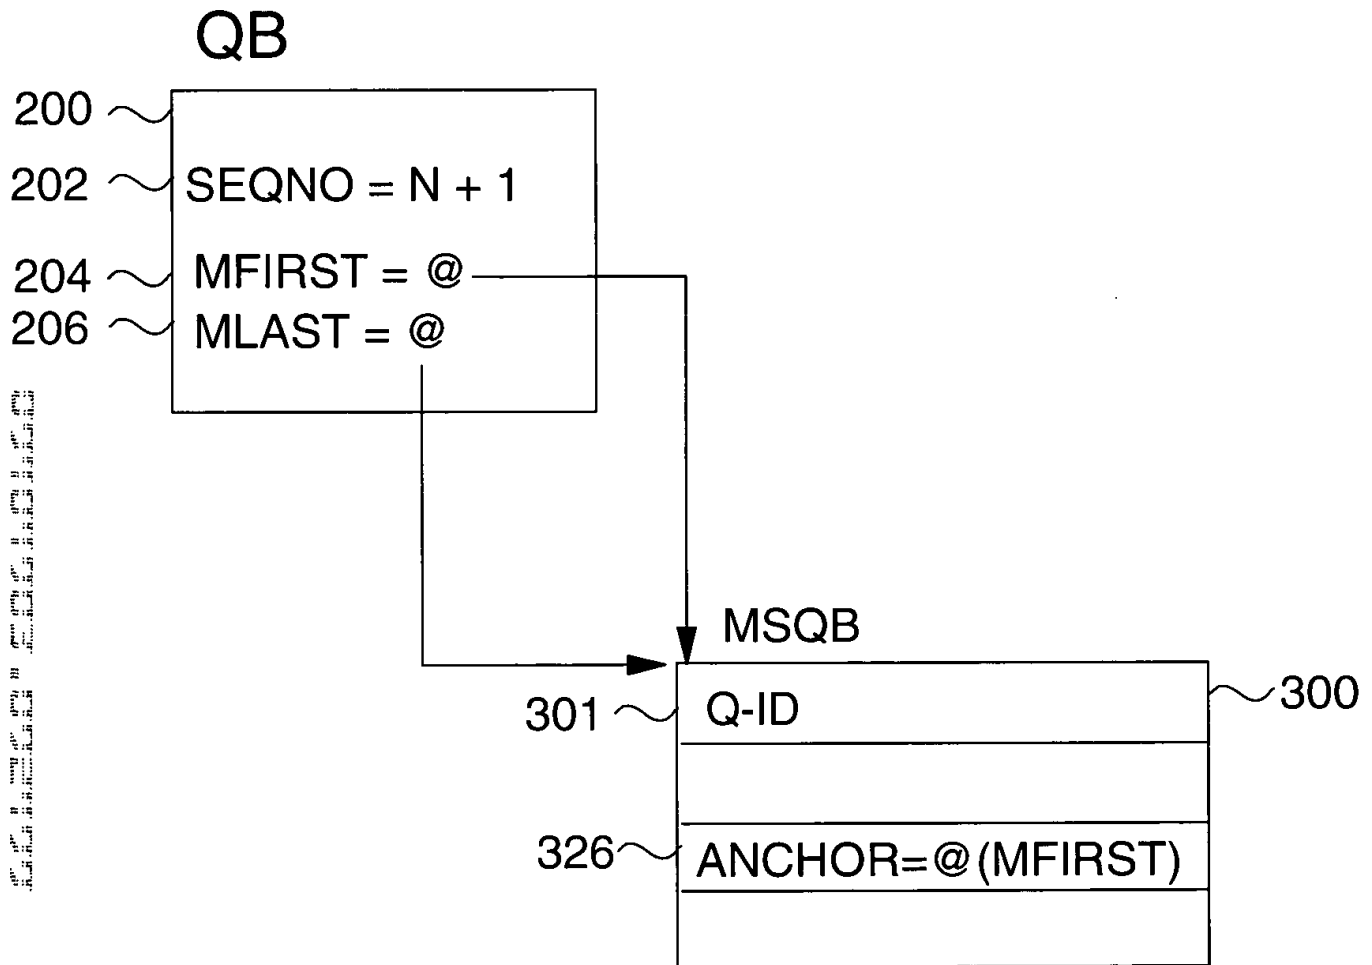 QB
200
202 SEQNO = N + 1
204 MFIRST = @
206 MLAST = @
MSQB
301 Q-ID 300
326 ANCHOR=@(MFIRST)